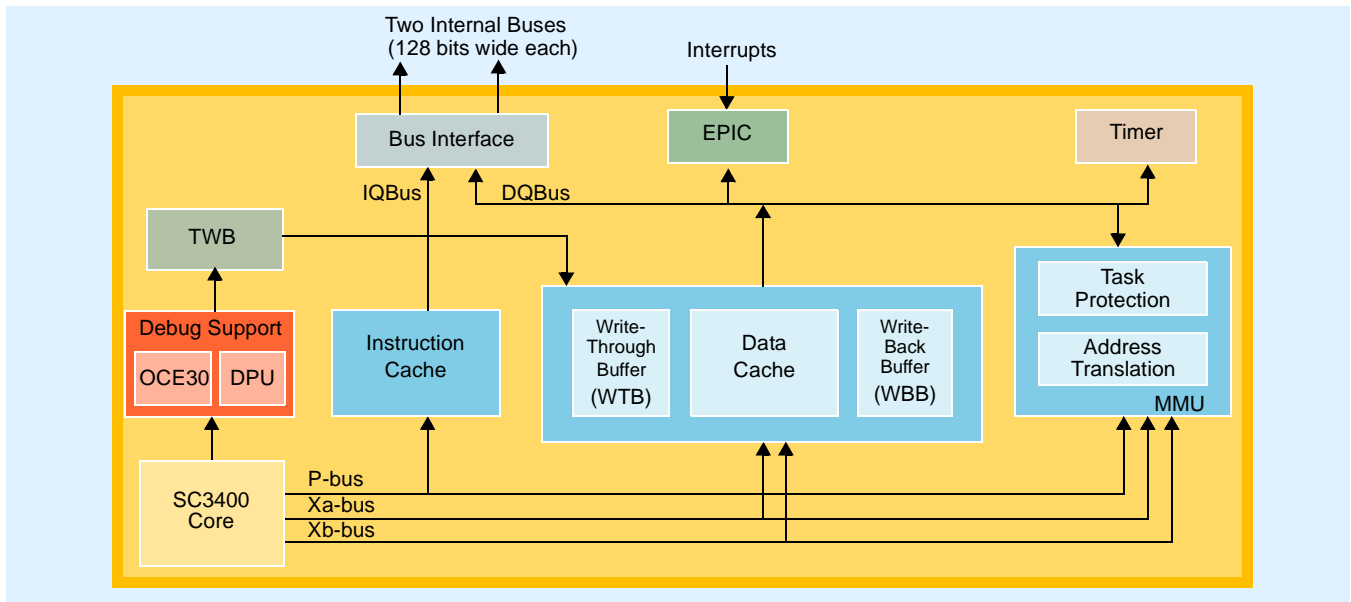 Two Internal Buses
(128 bits wide each)
Interrupts
Bus Interface
EPIC
Timer
IQBus
DQBus
TWB
Task
Protection
Address
Translation
MMU
Debug Support
OCE30
DPU
Instruction
Cache
Write-
Through
Buffer
(WTB)
Data
Cache
Write-
Back
Buffer
(WBB)
SC3400
Core
P-bus
Xa-bus
Xb-bus